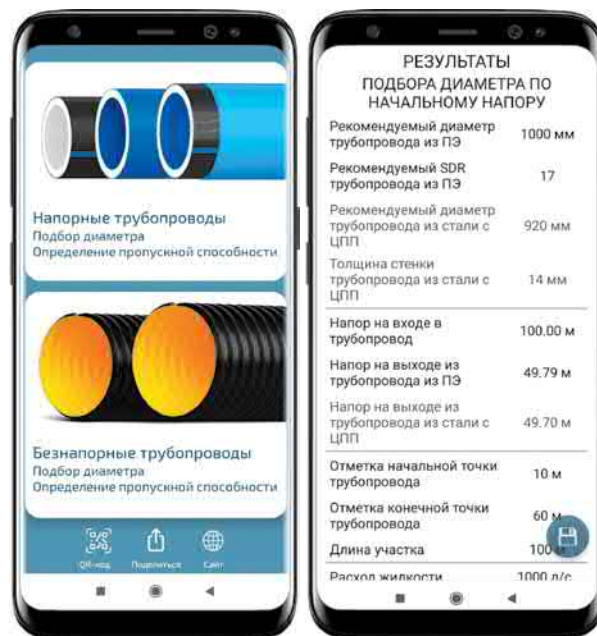 Напорные трубопроводы
Подбор диаметра
Определение пропускной способности
Безнапорные трубопроводы
Подбор диаметра
Определение пропускной способности
QR-код
Поделиться
Сайт
РЕЗУЛЬТАТЫ
ПОДБОРА ДИАМЕТРА ПО
НАЧАЛЬНОМУ НАПОРУ
Рекомендуемый диаметр
трубопровода из ПЭ 1000 мм
Рекомендуемый SDR
трубопровода из ПЭ 17
Рекомендуемый диаметр
трубопровода из стали с 920 мм
ЦПП
Толщина стенки
трубопровода из стали с 14 мм
ЦПП
Напор на входе в
трубопровод 100.00 м
Напор на выходе из
трубопровода из ПЭ 49.79 м
Напор на выходе из
трубопровода из стали с 49.70 м
ЦПП
Отметка начальной точки
трубопровода 10 м
Отметка конечной точки
трубопровода 60 м
Длина участка 100 м
Расход жидкости 1000 л/с